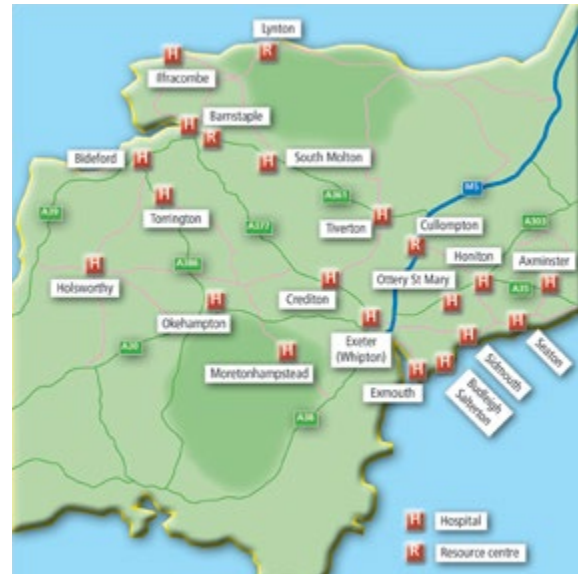 Lynton
H
R
Ilfracombe
Barnstaple
H
R
Bideford
H
H
South Molton
A361
M5
H
Torrington
A39
A377
H
Tiverton
Cullompton
R
A303
Honiton
Axminster
A386
H
Holsworthy
H
Crediton
Ottery St Mary
H
H
A35
H
H
Okehampton
H
Exeter
(Whipton)
H
Seaton
H
Sidmouth
A30
H
Moretonhampstead
H
Exmouth
H
Budleigh
Salterton
A38
H Hospital
R Resource centre